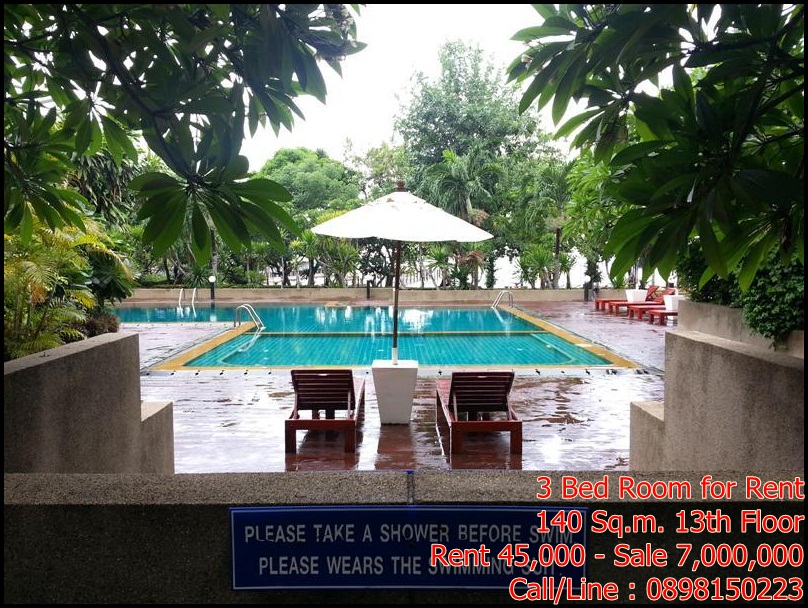 3 Bed Room for Rent
140 Sq.m. 13th Floor
PLEASE TAKE A SHOWER BEFORE SWIM
Rent 45,000 - Sale 7,000,000
PLEASE WEARS THE SWIMMING SUIT
Call/Line : 0898150223